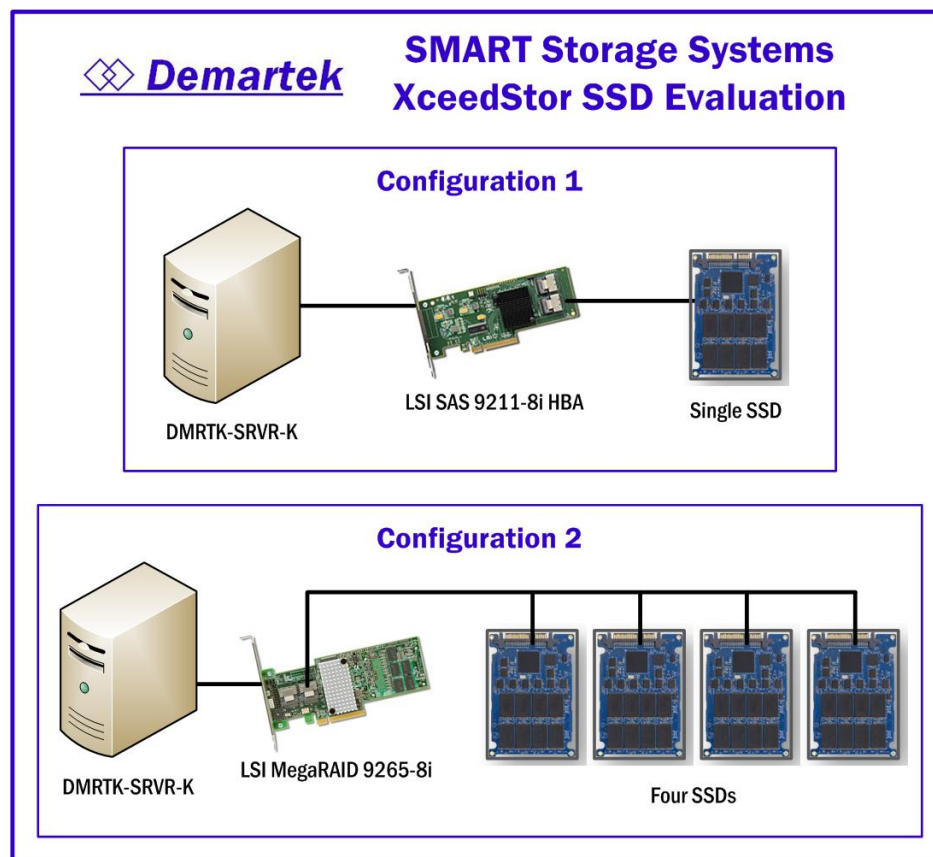 Demartek
SMART Storage Systems
XceedStor SSD Evaluation
Configuration 1
DMRTK-SRVR-K
LSI SAS 9211-8i HBA
Single SSD
Configuration 2
DMRTK-SRVR-K
LSI MegaRAID 9265-8i
Four SSDs